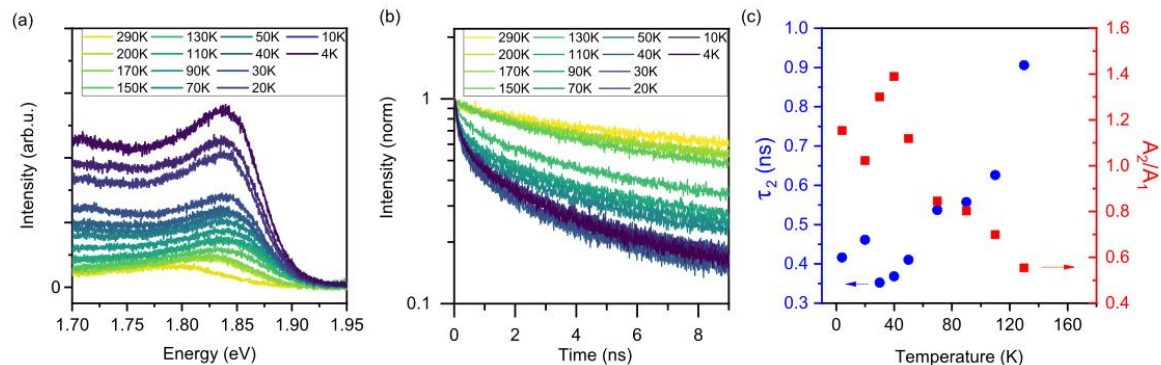 (a)
290K 130K 50K 10K
200K 110K 40K 4K
170K 90K 30K
150K 70K 20K
Intensity (arb.u.)
0
1.70 1.75 1.80 1.85 1.90 1.95
Energy (eV)
(b)
290K 130K 50K 10K
200K 110K 40K 4K
170K 90K 30K
150K 70K 20K
Intensity (norm)
1
0.1
0 2 4 6 8
Time (ns)
(c)
τ2 (ns)
1.0
0.9
0.8
0.7
0.6
0.5
0.4
0.3
0 40 80 120 160
Temperature (K)
1.6
1.4
1.2
1.0
0.8
0.6
0.4
A2/A1